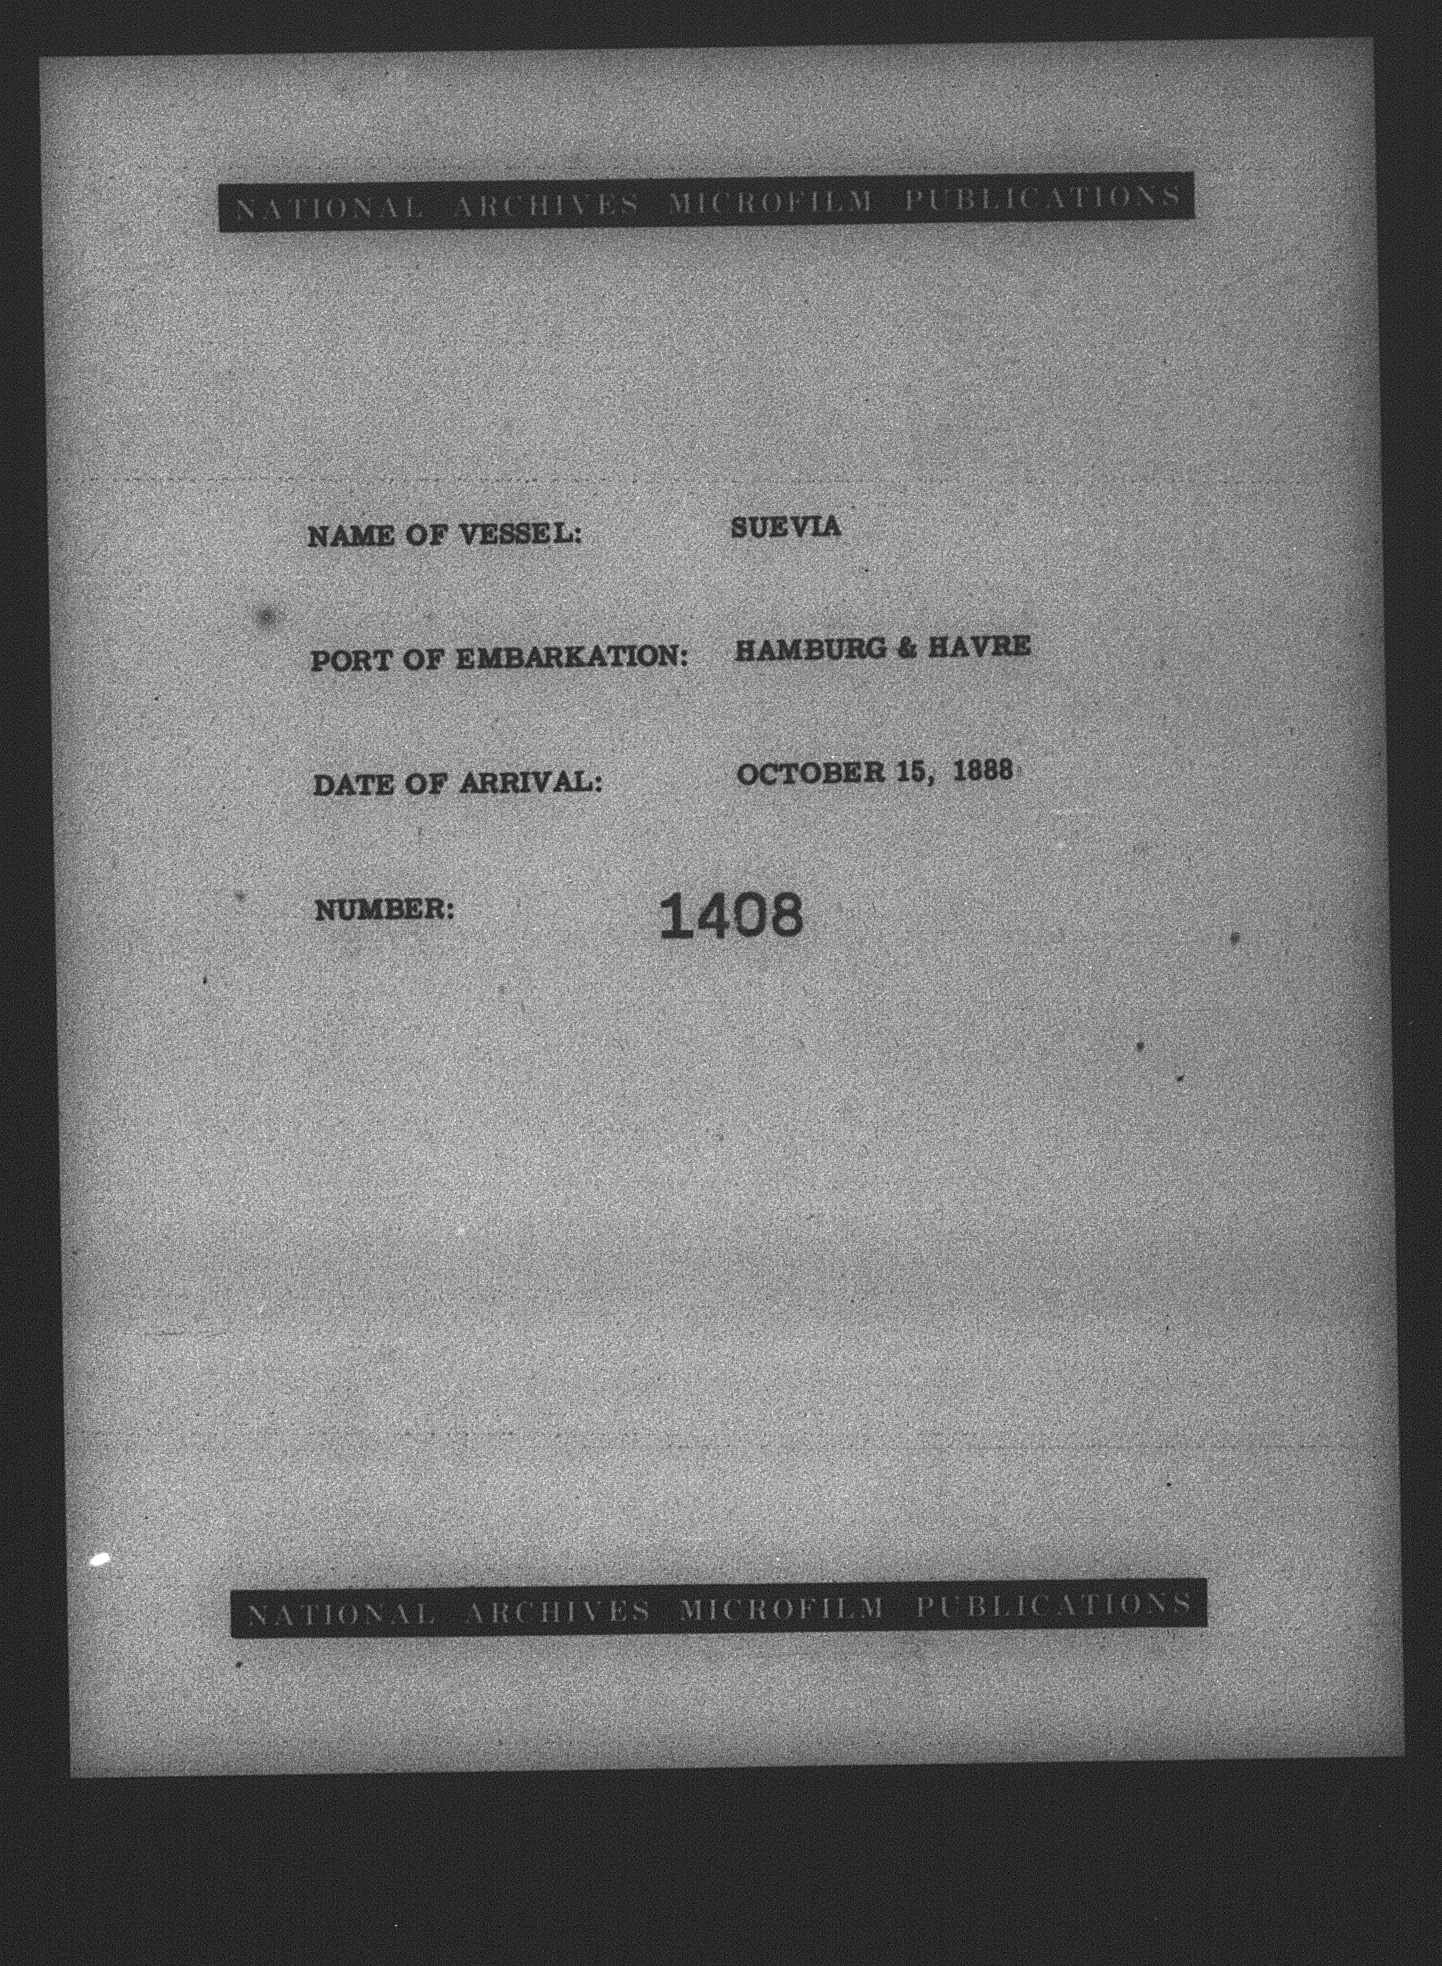 NATIONAL ARCHIVES MICROFILM PUBLICATIONS
NAME OF VESSEL: SUEVIA
PORT OF EMBARKATION: HAMBURG & HAVRE
DATE OF ARRIVAL: OCTOBER 15, 1888
NUMBER: 1408
NATIONAL ARCHIVES MICROFILM PUBLICATIONS